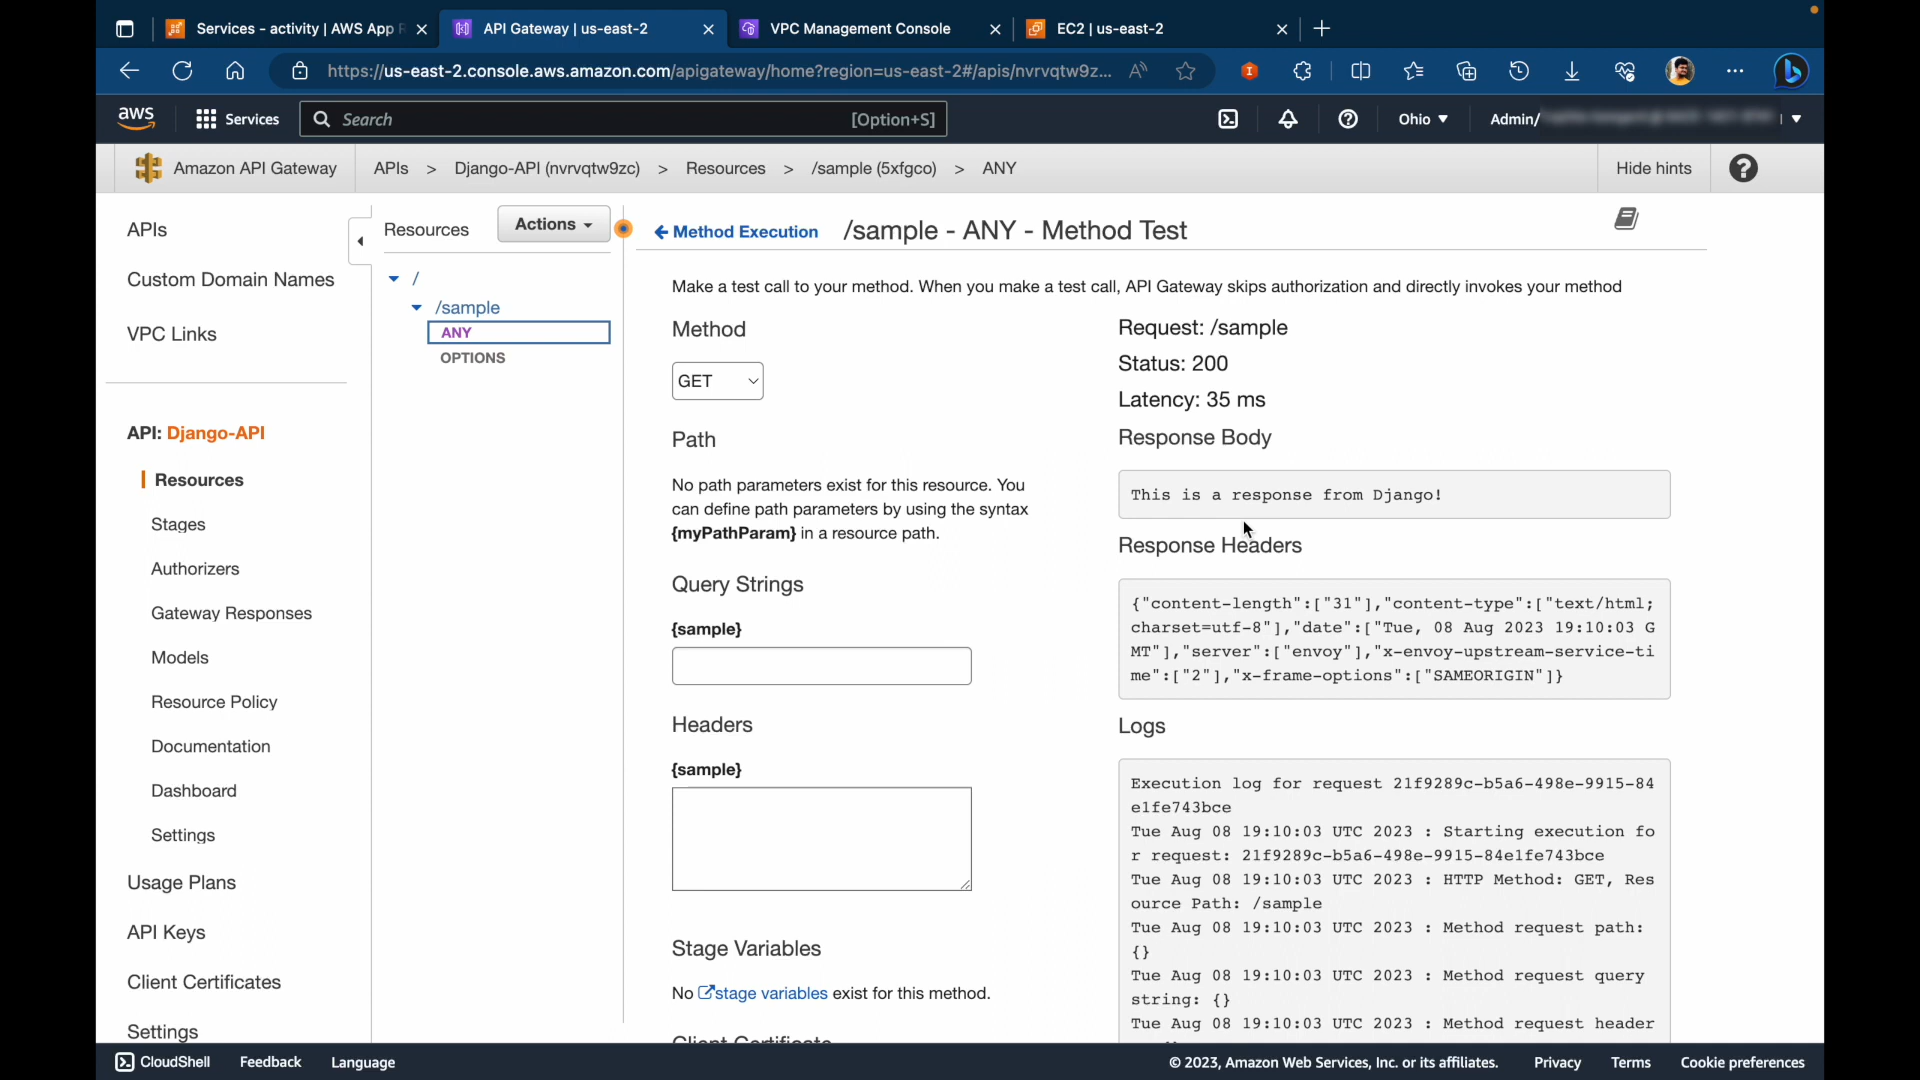 Services - activity | AWS App R
API Gateway | us-east-2
VPC Management Console
EC2 | us-east-2
https://us-east-2.console.aws.amazon.com/apigateway/home?region=us-east-2#/apis/nvrvqtw9z...
aws
Services
Search
[Option+S]
Ohio
Admin/
Amazon API Gateway
APIs > Django-API (nvrvqtw9zc) > Resources > /sample (5xfgco) > ANY
Hide hints
APIs
Custom Domain Names
VPC Links
API: Django-API
Resources
Stages
Authorizers
Gateway Responses
Models
Resource Policy
Documentation
Dashboard
Settings
Usage Plans
API Keys
Client Certificates
Settings
Resources
Actions
/
/sample
ANY
OPTIONS
Method Execution
/sample - ANY - Method Test
Make a test call to your method. When you make a test call, API Gateway skips authorization and directly invokes your method
Method
GET
Path
No path parameters exist for this resource. You
can define path parameters by using the syntax
{myPathParam} in a resource path.
Query Strings
{sample}
Headers
{sample}
Stage Variables
No stage variables exist for this method.
Client Certificate
Request: /sample
Status: 200
Latency: 35 ms
Response Body
This is a response from Django!
Response Headers
{"content-length":["31"],"content-type":["text/html;
charset=utf-8"],"date":["Tue, 08 Aug 2023 19:10:03 G
MT"],"server":["envoy"],"x-envoy-upstream-service-ti
me":["2"],"x-frame-options":["SAMEORIGIN"]}
Logs
Execution log for request 21f9289c-b5a6-498e-9915-84
e1fe743bce
Tue Aug 08 19:10:03 UTC 2023 : Starting execution fo
r request: 21f9289c-b5a6-498e-9915-84e1fe743bce
Tue Aug 08 19:10:03 UTC 2023 : HTTP Method: GET, Res
ource Path: /sample
Tue Aug 08 19:10:03 UTC 2023 : Method request path:
{}
Tue Aug 08 19:10:03 UTC 2023 : Method request query
string: {}
Tue Aug 08 19:10:03 UTC 2023 : Method request header
CloudShell
Feedback
Language
© 2023, Amazon Web Services, Inc. or its affiliates.
Privacy
Terms
Cookie preferences